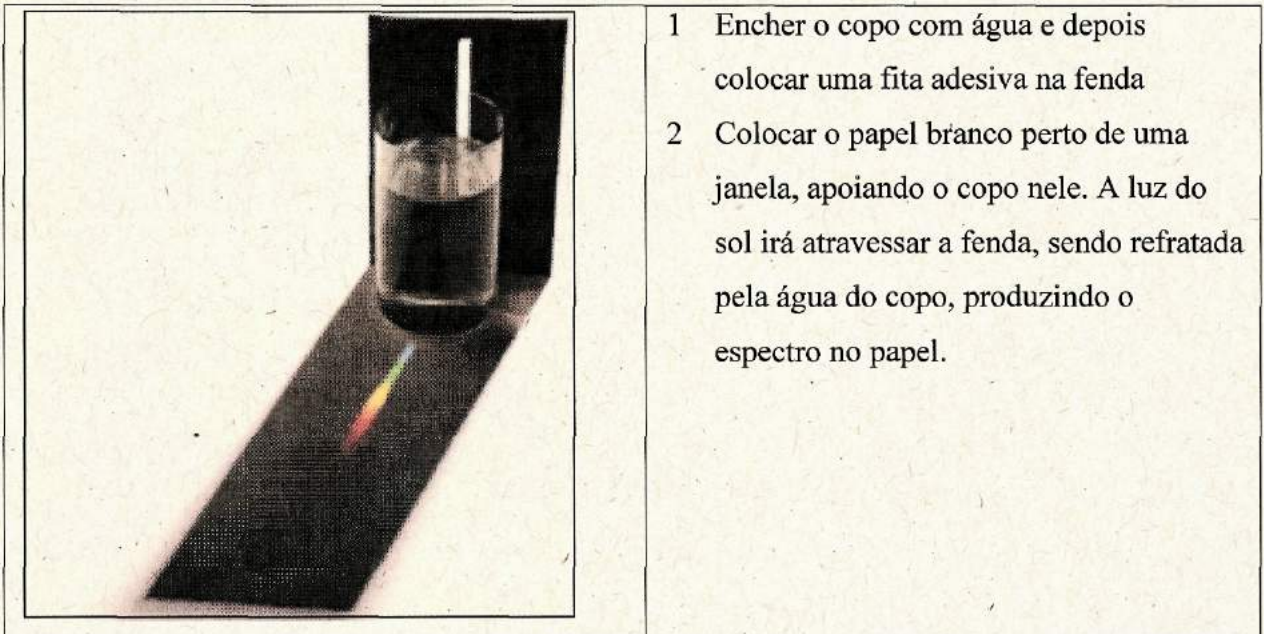 1 Encher o copo com água e depois
colocar uma fita adesiva na fenda
2 Colocar o papel branco perto de uma
janela, apoiando o copo nele. A luz do
sol irá atravessar a fenda, sendo refratada
pela água do copo, produzindo o
espectro no papel.